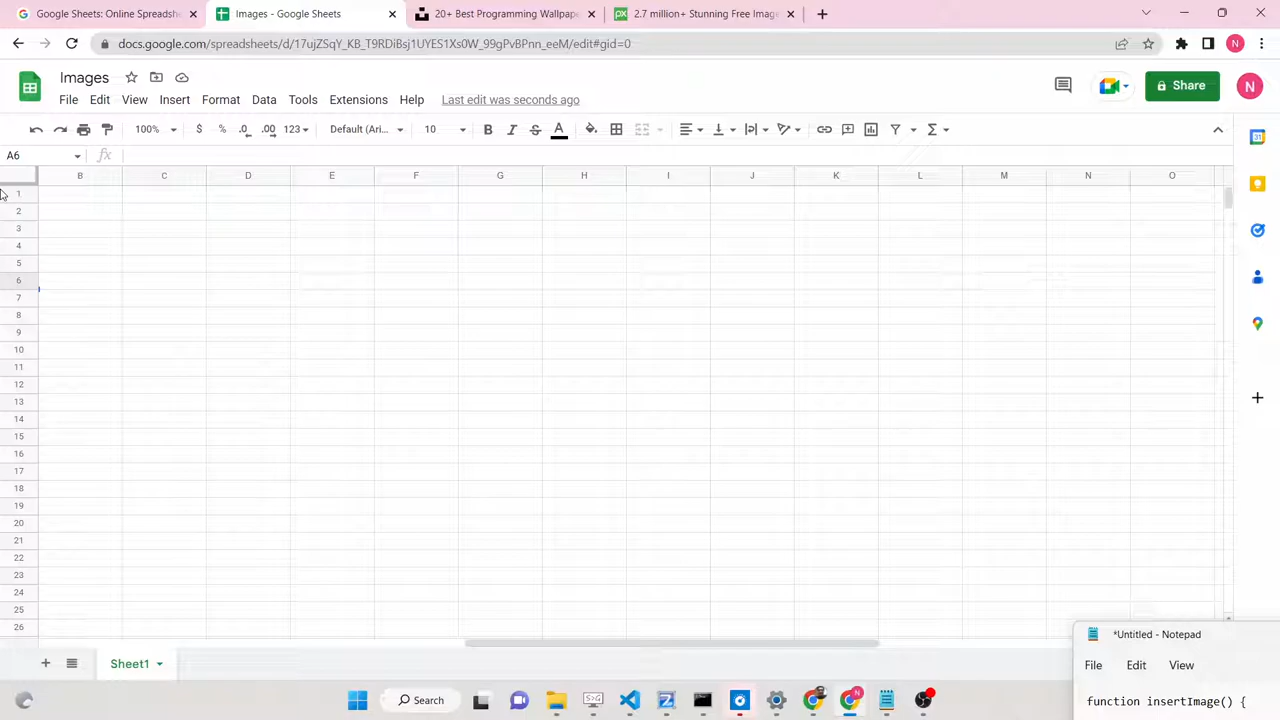 Google Sheets: Online Spreadshe
Images - Google Sheets
20+ Best Programming Wallpape
2.7 million+ Stunning Free Imag
docs.google.com/spreadsheets/d/17ujZSqY_KB_T9RDiBsj1UYES1Xs0W_99gPvBPrN_eeM/edit#gid=0
N
Images
File Edit View Insert Format Data Tools Extensions Help Last edit was seconds ago
Share
N
100% $ % .0 .00 123 Default (Ari... 10 B I S A
A6 fx
B C D E F G H I J K L M N O
1
2
3
4
5
6
7
8
9
10
11
12
13
14
15
16
17
18
19
20
21
22
23
24
25
26
Sheet1
*Untitled - Notepad
File Edit View
function insertImage() {
Search